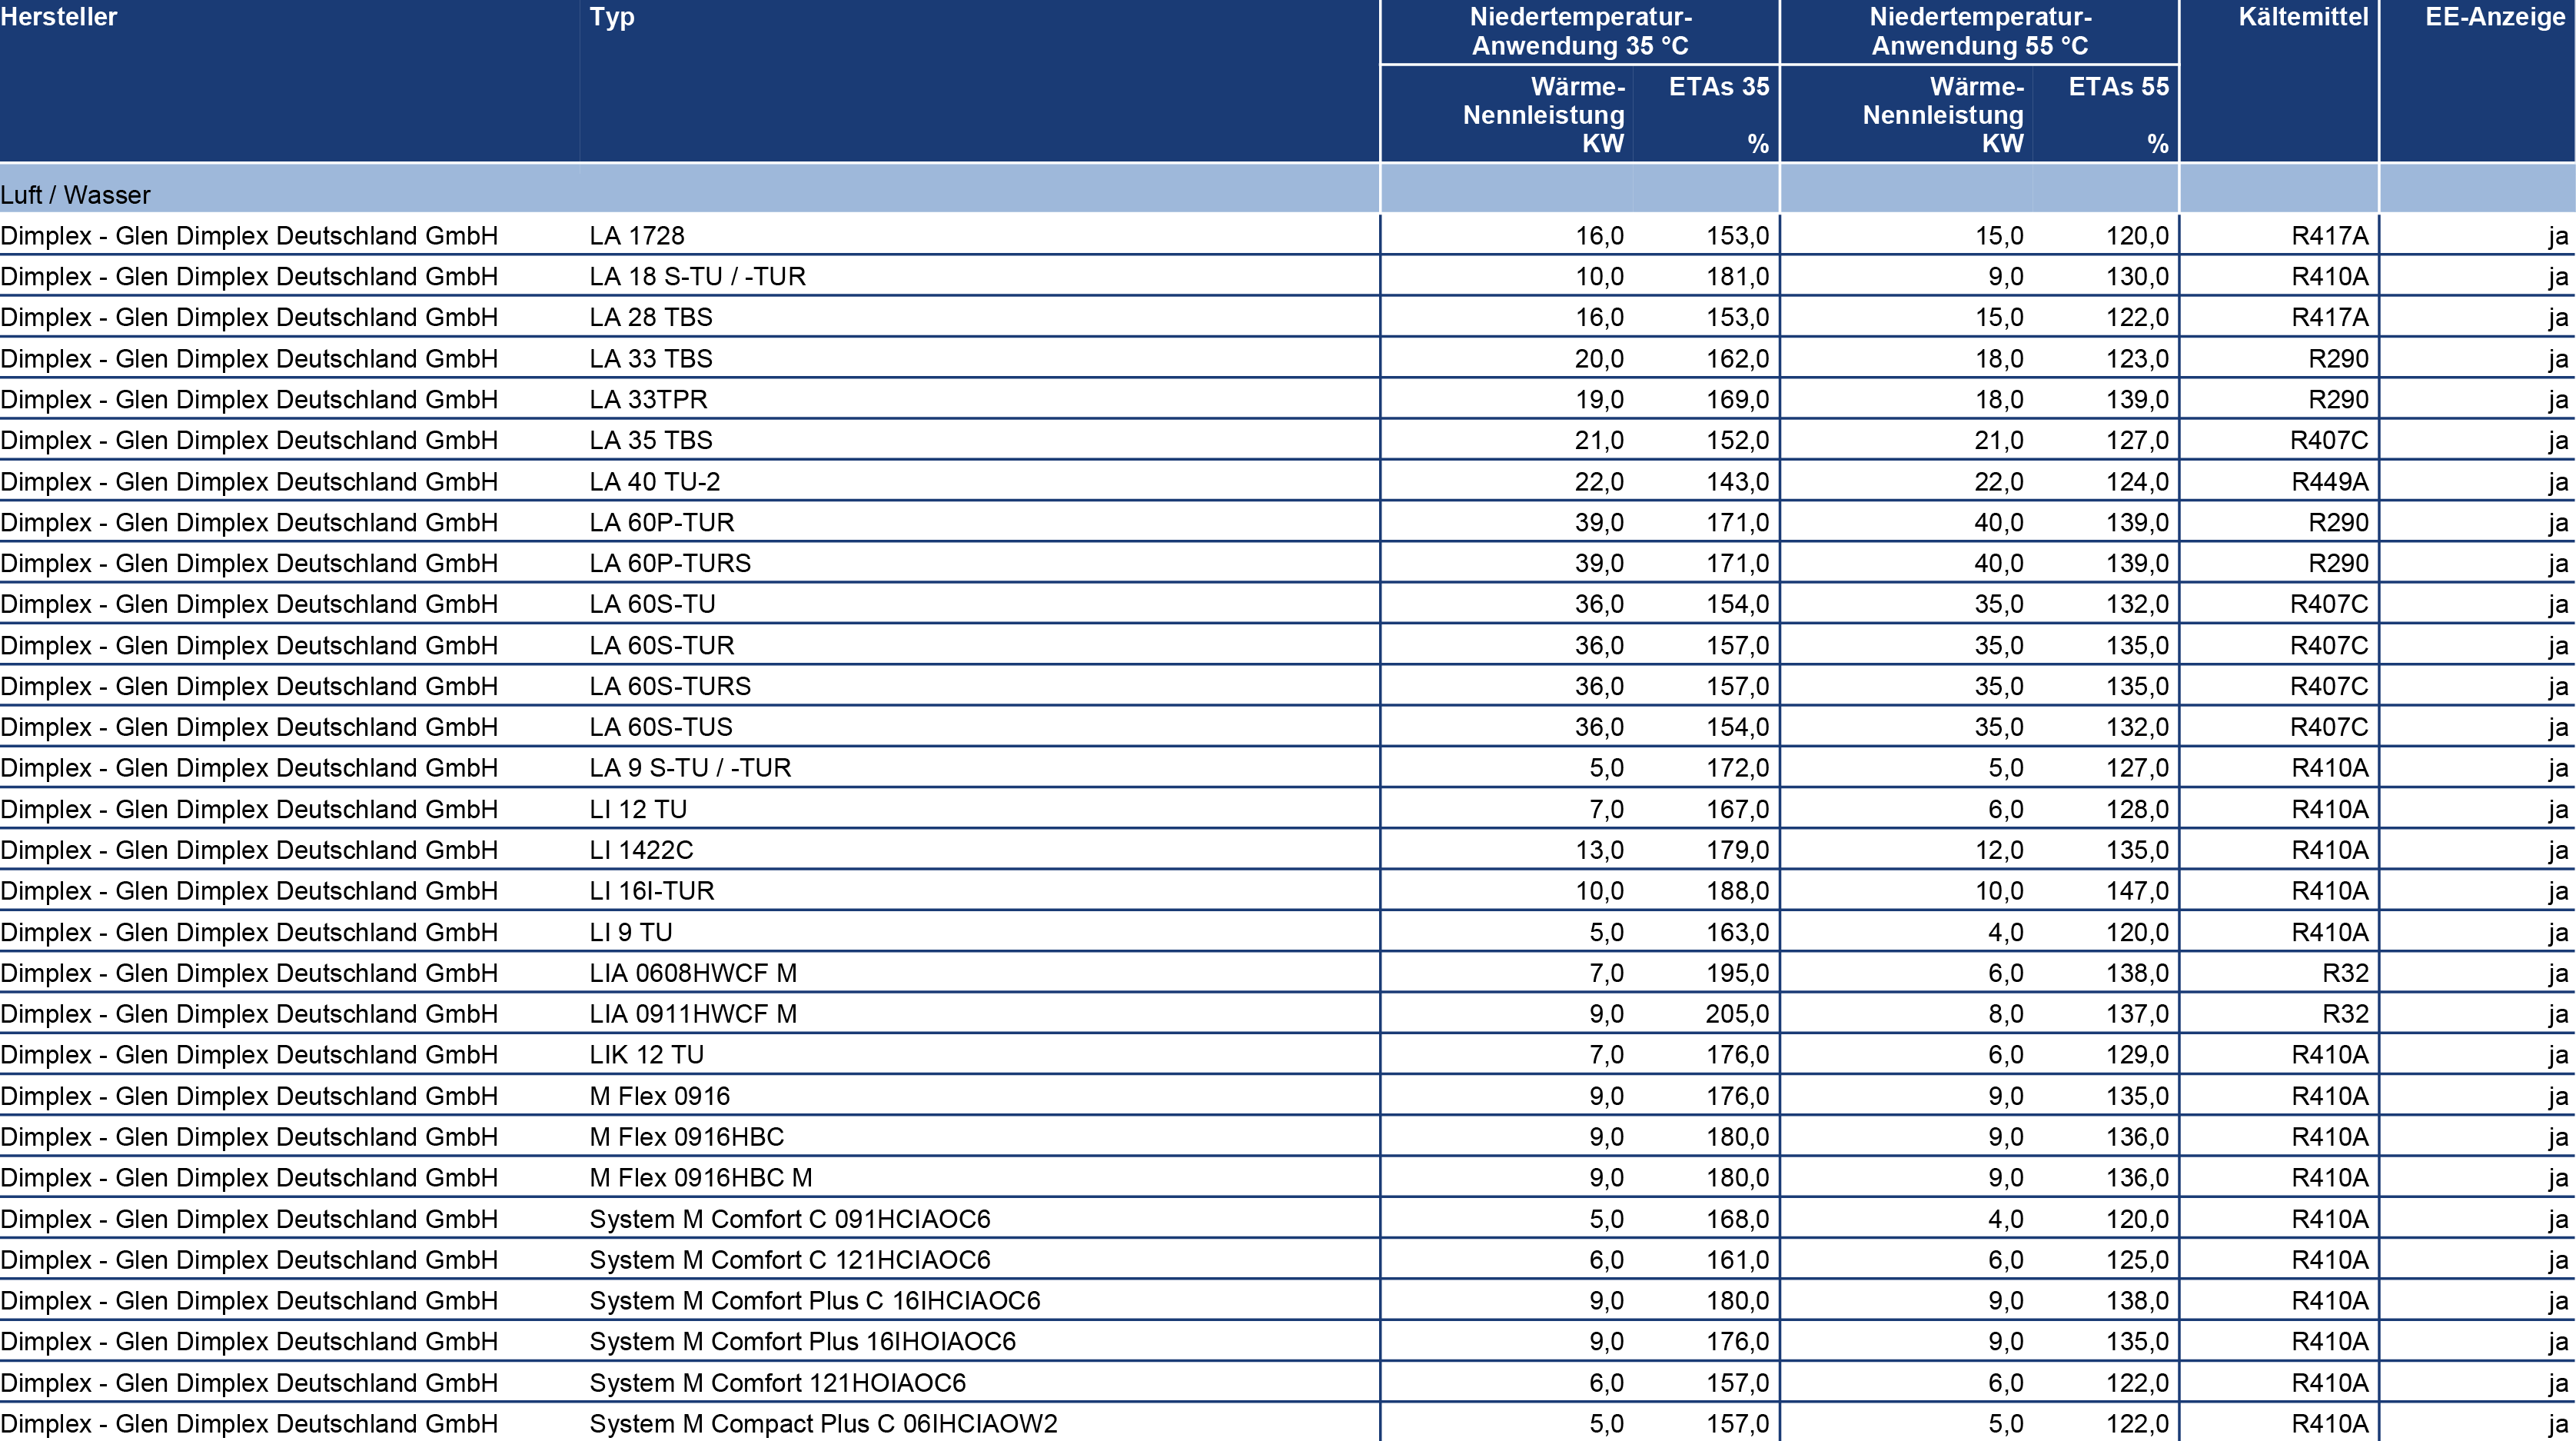 Hersteller Typ Niedertemperatur- Niedertemperatur- Kältemittel EE-Anzeige
Anwendung 35 °C Anwendung 55 °C
Wärme- ETAs 35 Wärme- ETAs 55
Nennleistung Nennleistung
KW % KW %
Luft / Wasser
Dimplex - Glen Dimplex Deutschland GmbH LA 1728 16,0 153,0 15,0 120,0 R417A ja
Dimplex - Glen Dimplex Deutschland GmbH LA 18 S-TU / -TUR 10,0 181,0 9,0 130,0 R410A ja
Dimplex - Glen Dimplex Deutschland GmbH LA 28 TBS 16,0 153,0 15,0 122,0 R417A ja
Dimplex - Glen Dimplex Deutschland GmbH LA 33 TBS 20,0 162,0 18,0 123,0 R290 ja
Dimplex - Glen Dimplex Deutschland GmbH LA 33TPR 19,0 169,0 18,0 139,0 R290 ja
Dimplex - Glen Dimplex Deutschland GmbH LA 35 TBS 21,0 152,0 21,0 127,0 R407C ja
Dimplex - Glen Dimplex Deutschland GmbH LA 40 TU-2 22,0 143,0 22,0 124,0 R449A ja
Dimplex - Glen Dimplex Deutschland GmbH LA 60P-TUR 39,0 171,0 40,0 139,0 R290 ja
Dimplex - Glen Dimplex Deutschland GmbH LA 60P-TURS 39,0 171,0 40,0 139,0 R290 ja
Dimplex - Glen Dimplex Deutschland GmbH LA 60S-TU 36,0 154,0 35,0 132,0 R407C ja
Dimplex - Glen Dimplex Deutschland GmbH LA 60S-TUR 36,0 157,0 35,0 135,0 R407C ja
Dimplex - Glen Dimplex Deutschland GmbH LA 60S-TURS 36,0 157,0 35,0 135,0 R407C ja
Dimplex - Glen Dimplex Deutschland GmbH LA 60S-TUS 36,0 154,0 35,0 132,0 R407C ja
Dimplex - Glen Dimplex Deutschland GmbH LA 9 S-TU / -TUR 5,0 172,0 5,0 127,0 R410A ja
Dimplex - Glen Dimplex Deutschland GmbH LI 12 TU 7,0 167,0 6,0 128,0 R410A ja
Dimplex - Glen Dimplex Deutschland GmbH LI 1422C 13,0 179,0 12,0 135,0 R410A ja
Dimplex - Glen Dimplex Deutschland GmbH LI 16I-TUR 10,0 188,0 10,0 147,0 R410A ja
Dimplex - Glen Dimplex Deutschland GmbH LI 9 TU 5,0 163,0 4,0 120,0 R410A ja
Dimplex - Glen Dimplex Deutschland GmbH LIA 0608HWCF M 7,0 195,0 6,0 138,0 R32 ja
Dimplex - Glen Dimplex Deutschland GmbH LIA 0911HWCF M 9,0 205,0 8,0 137,0 R32 ja
Dimplex - Glen Dimplex Deutschland GmbH LIK 12 TU 7,0 176,0 6,0 129,0 R410A ja
Dimplex - Glen Dimplex Deutschland GmbH M Flex 0916 9,0 176,0 9,0 135,0 R410A ja
Dimplex - Glen Dimplex Deutschland GmbH M Flex 0916HBC 9,0 180,0 9,0 136,0 R410A ja
Dimplex - Glen Dimplex Deutschland GmbH M Flex 0916HBC M 9,0 180,0 9,0 136,0 R410A ja
Dimplex - Glen Dimplex Deutschland GmbH System M Comfort C 091HCIAOC6 5,0 168,0 4,0 120,0 R410A ja
Dimplex - Glen Dimplex Deutschland GmbH System M Comfort C 121HCIAOC6 6,0 161,0 6,0 125,0 R410A ja
Dimplex - Glen Dimplex Deutschland GmbH System M Comfort Plus C 16IHCIAOC6 9,0 180,0 9,0 138,0 R410A ja
Dimplex - Glen Dimplex Deutschland GmbH System M Comfort Plus 16IHOIAOC6 9,0 176,0 9,0 135,0 R410A ja
Dimplex - Glen Dimplex Deutschland GmbH System M Comfort 121HOIAOC6 6,0 157,0 6,0 122,0 R410A ja
Dimplex - Glen Dimplex Deutschland GmbH System M Compact Plus C 06IHCIAOW2 5,0 157,0 5,0 122,0 R410A ja